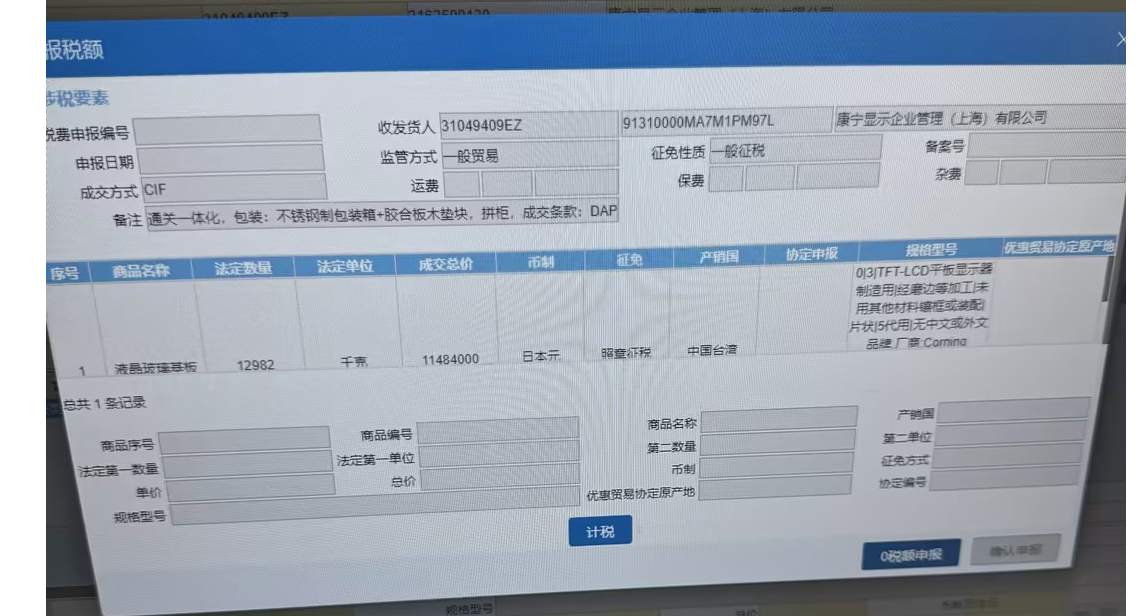 31049400EZ
报税额
涉税要素
税费申报编号
收发货人 31049409EZ 91310000MA7M1PM97L 康宁显示企业管理（上海）有限公司
申报日期 监管方式 一般贸易 征免性质 一般征税 备案号
成交方式 CIF 运费 保费 杂费
备注 通关一体化，包装：不锈钢制包装箱+胶合板木垫块，拼柜，成交条款：DAP
序号 商品名称 法定数量 法定单位 成交总价 币制 征免 产销国 协定申报 规格型号 优惠贸易协定原产地
0|3|TFT-LCD平板显示器
制造用|经磨边等加工|未
用其他材料镶框或装配|
片状|5代用|无中文或外文
品牌,厂商:Corning
1 液晶玻璃基板 12982 千克 11484000 日本元 照章征税 中国台湾
总共 1 条记录
商品序号 商品编号 商品名称 产销国
法定第一数量 法定第一单位 第二数量 第二单位
单价 总价 币制 征免方式
规格型号 优惠贸易协定原产地 协定编号
计税
0税额申报 确认申报
规格型号 总价